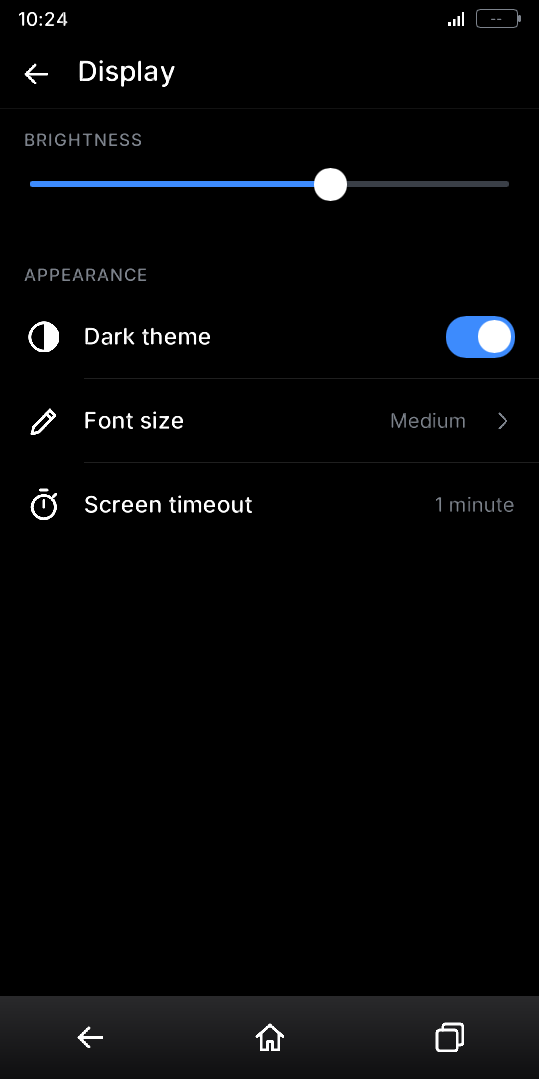 10:24
--
Display
BRIGHTNESS
APPEARANCE
Dark theme
Font size Medium
Screen timeout 1 minute